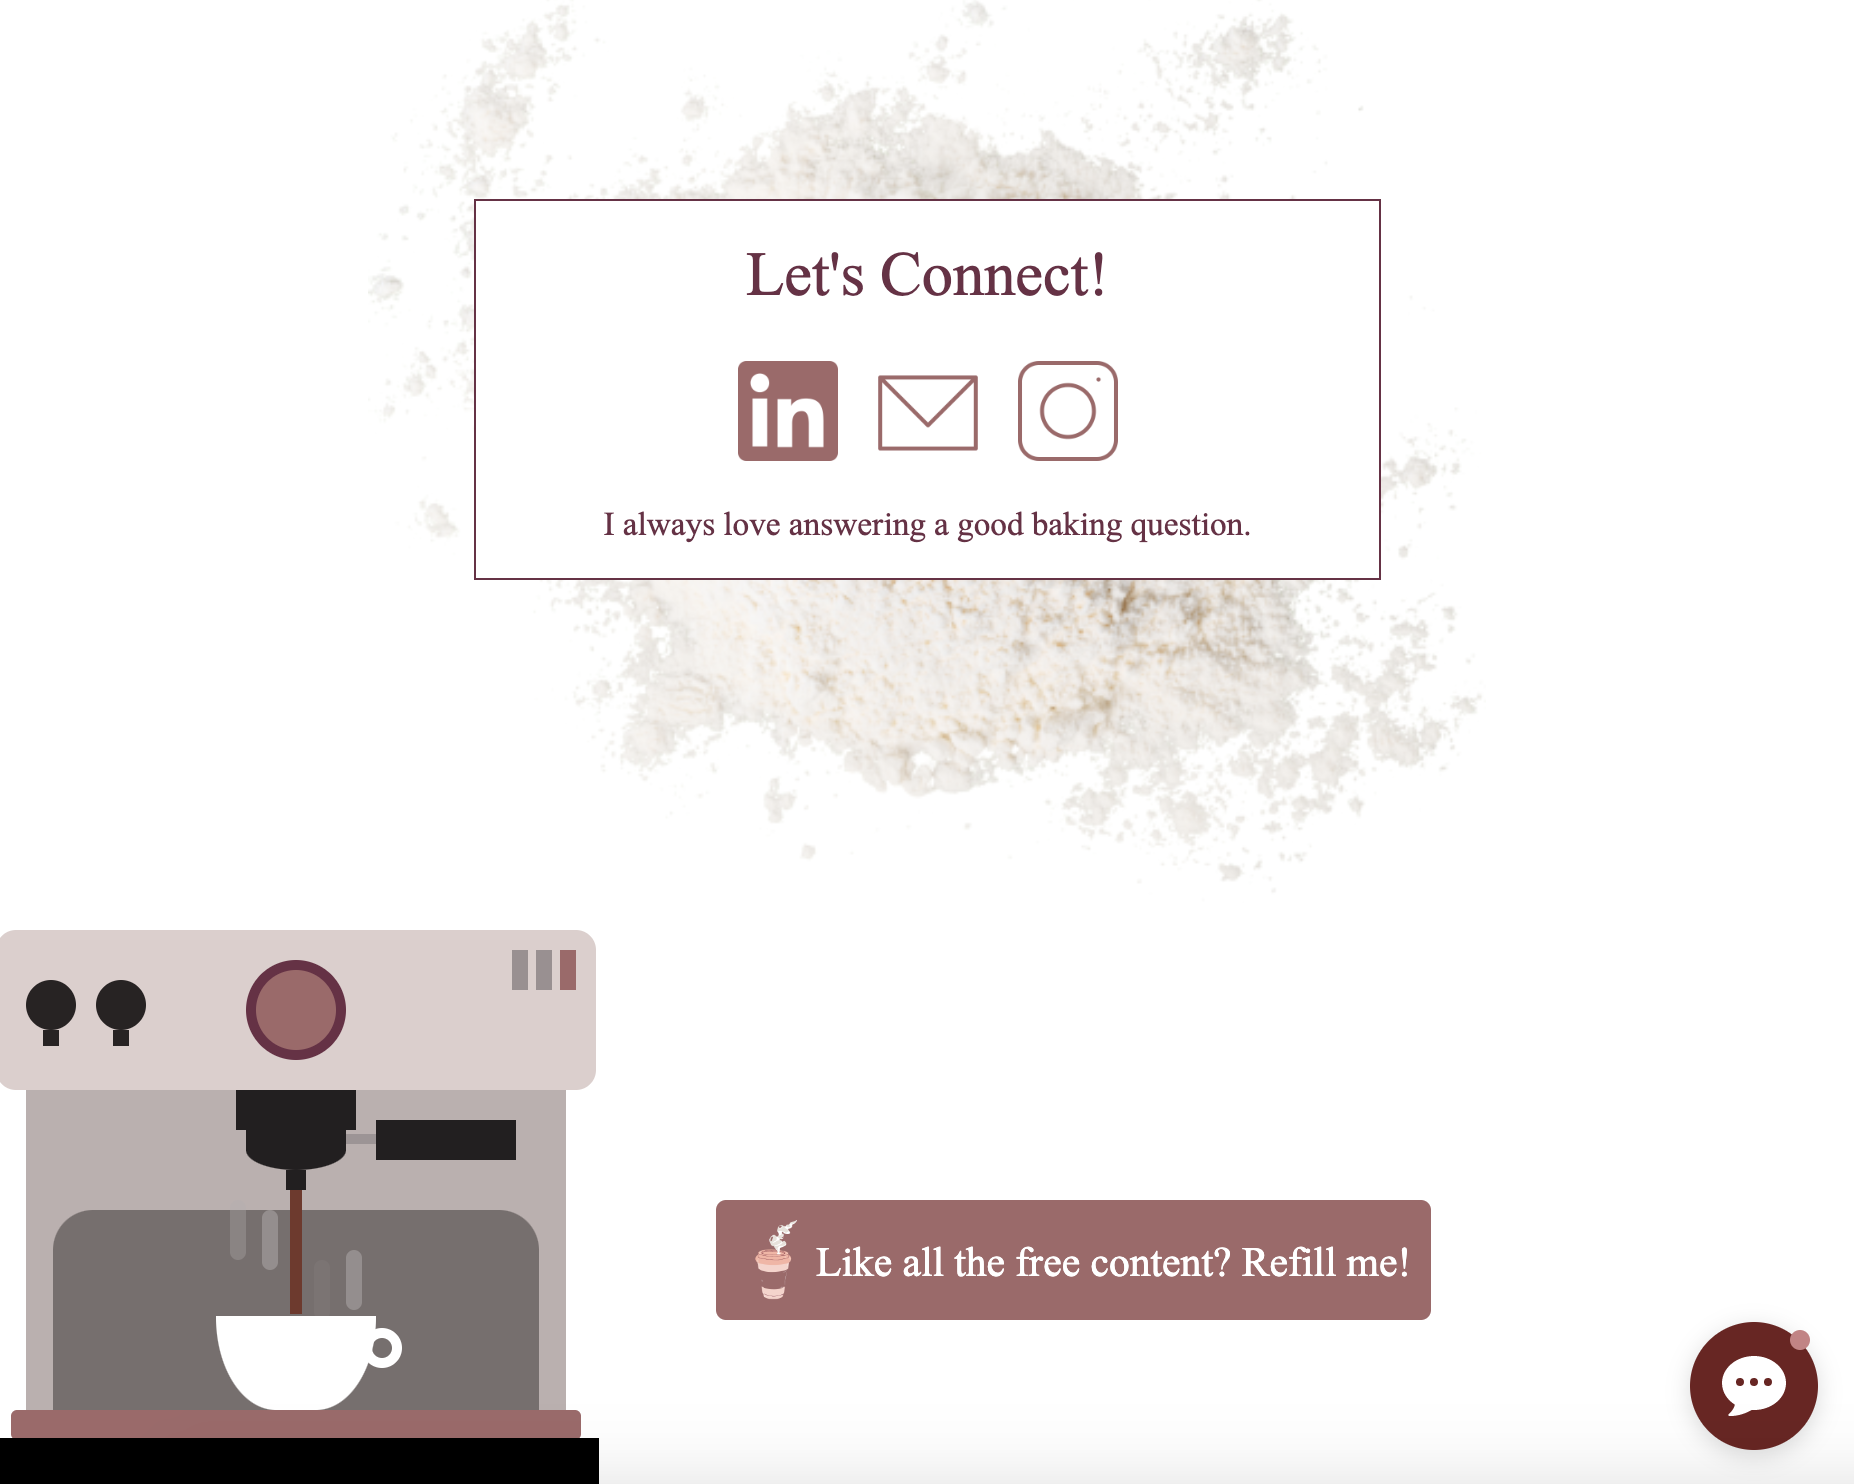 Let's Connect!
in
I always love answering a good baking question.
Like all the free content? Refill me!